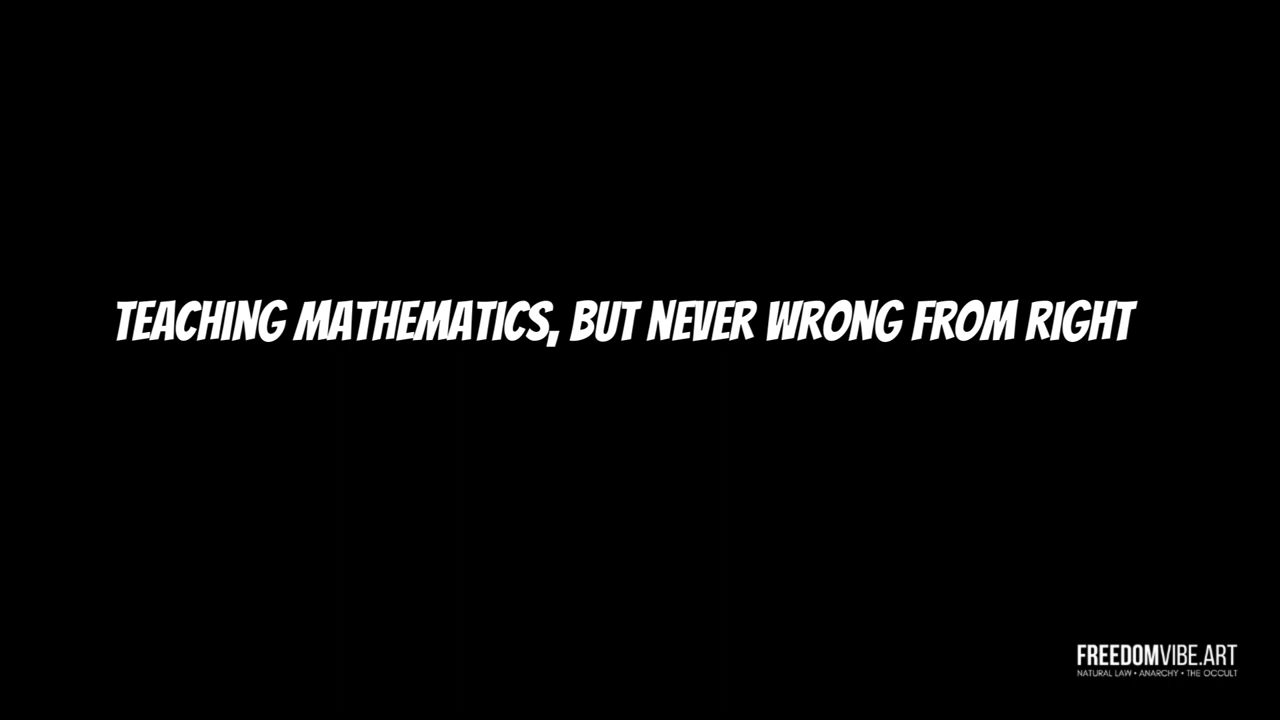 TEACHING MATHEMATICS, BUT NEVER WRONG FROM RIGHT
FREEDOMVIBE.ART
NATURAL LAW • ANARCHY • THE OCCULT